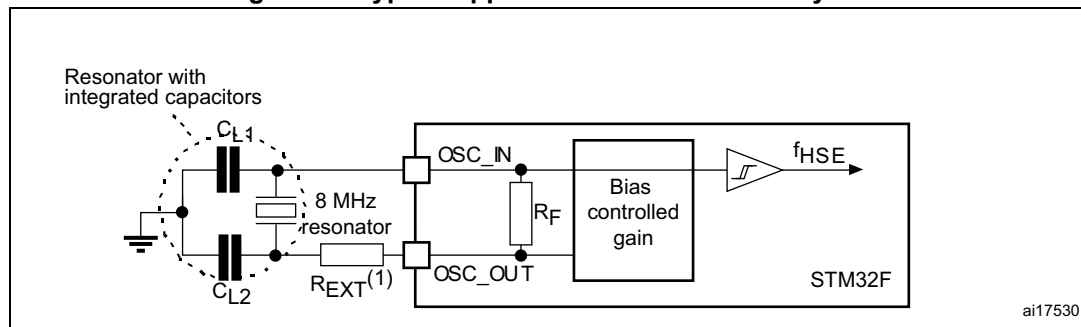 Resonator with
integrated capacitors
CL1
OSC_IN
fHSE
8 MHz
resonator
RF
Bias
controlled
gain
REXT(1)
OSC_OUT
STM32F
CL2
ai17530